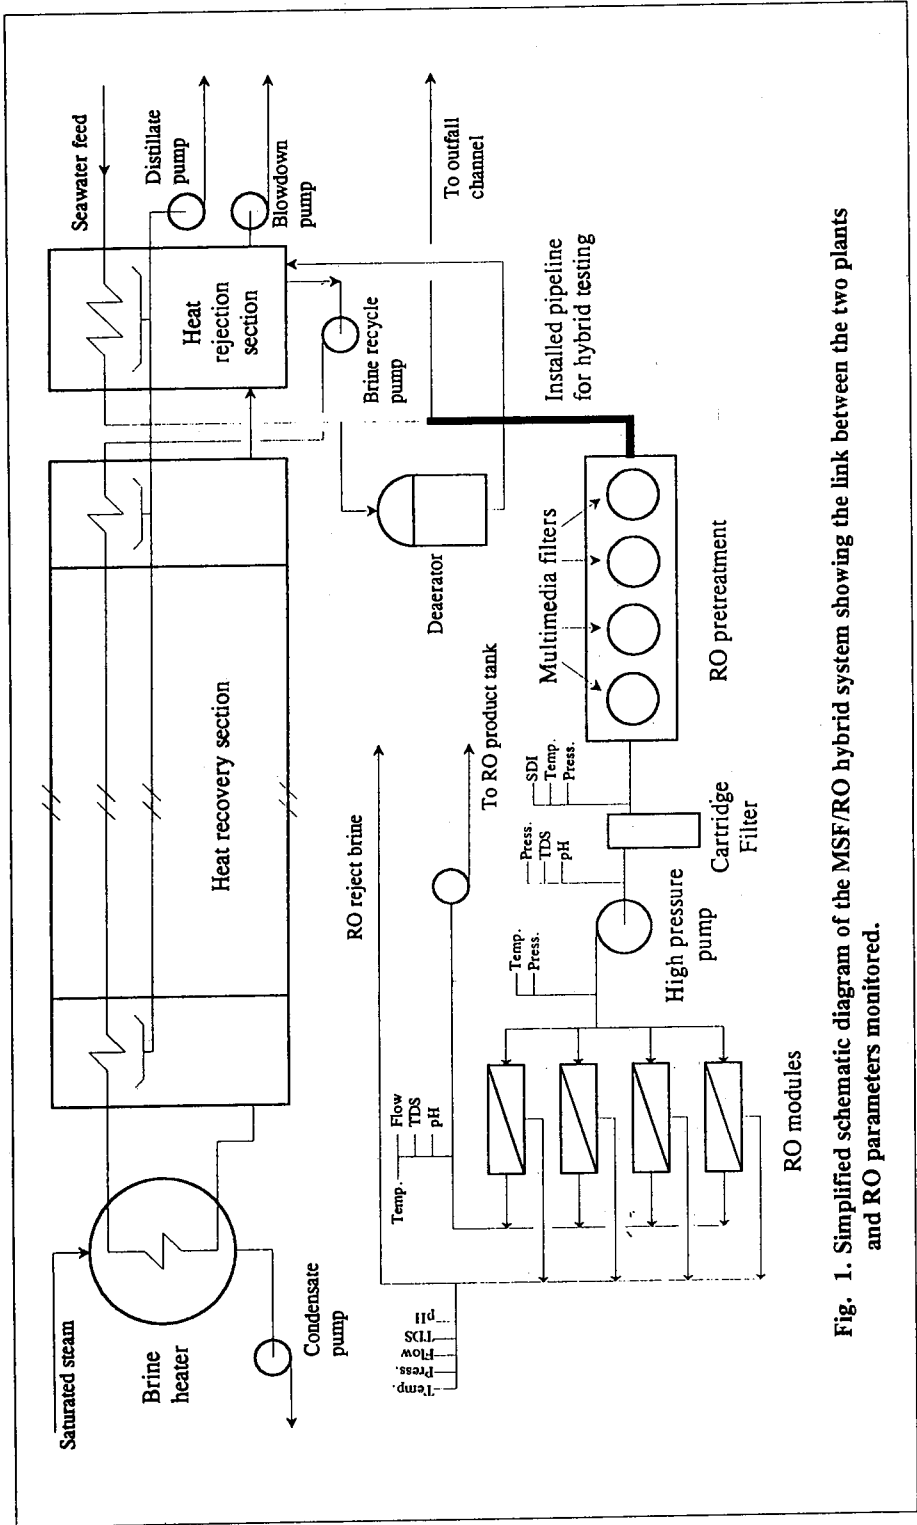 Saturated steam
Brine
heater
Condensate
pump
Heat recovery section
Heat
rejection
section
Seawater feed
Distillate
pump
Blowdown
pump
Brine recycle
pump
Deaerator
To outfall
channel
Installed pipeline
for hybrid testing
RO reject brine
To RO product tank
Multimedia filters
RO pretreatment
SDI
Temp.
Press.
Press.
TDS
pH
Cartridge
Filter
High pressure
pump
Temp.
Press.
RO modules
Temp.
Flow
TDS
pH
Temp.
Press.
Flow
TDS
pH
Fig. 1. Simplified schematic diagram of the MSF/RO hybrid system showing the link between the two plants
and RO parameters monitored.